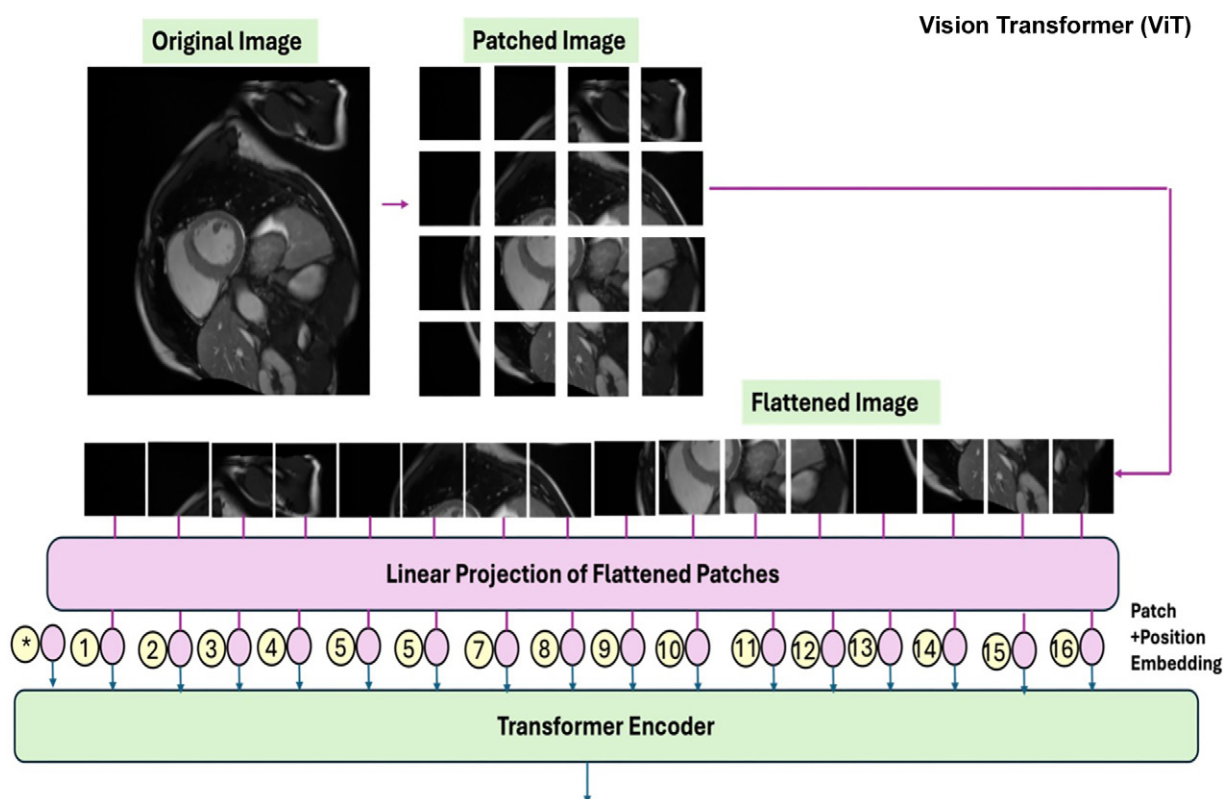 Vision Transformer (ViT)
Original Image
Patched Image
Flattened Image
Linear Projection of Flattened Patches
* 1 2 3 4 5 5 7 8 9 10 11 12 13 14 15 16
Patch
+Position
Embedding
Transformer Encoder